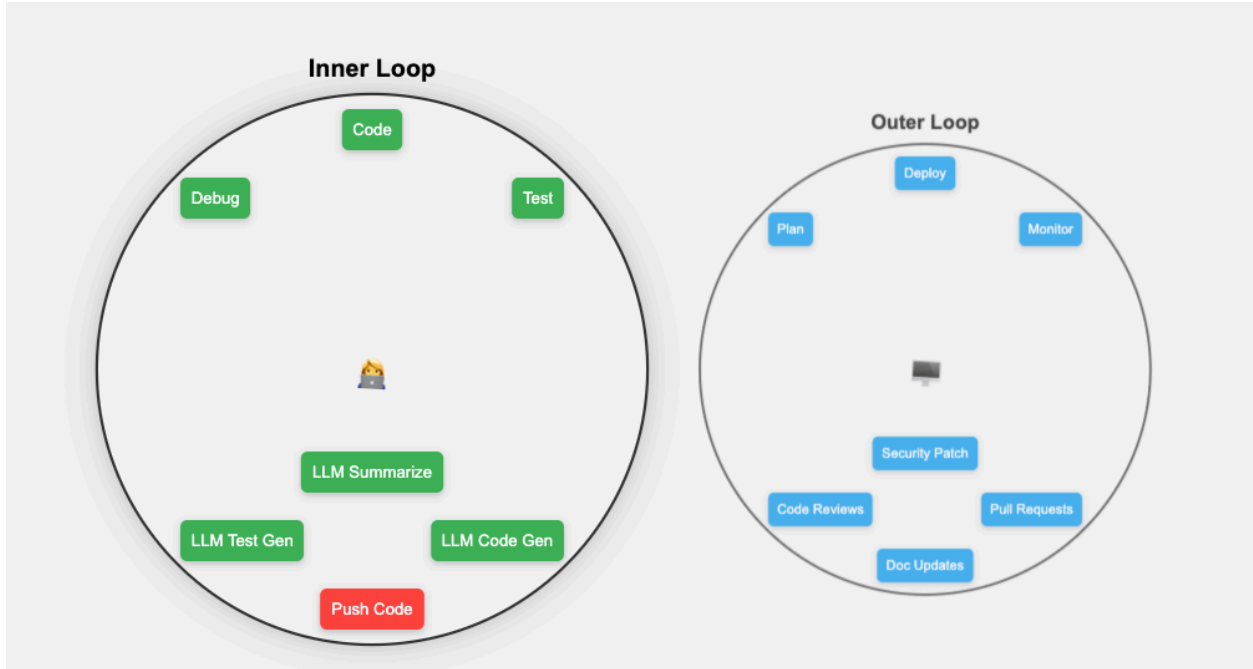 Inner Loop
Code
Debug
Test
LLM Summarize
LLM Test Gen
LLM Code Gen
Push Code
Outer Loop
Deploy
Plan
Monitor
Security Patch
Code Reviews
Pull Requests
Doc Updates